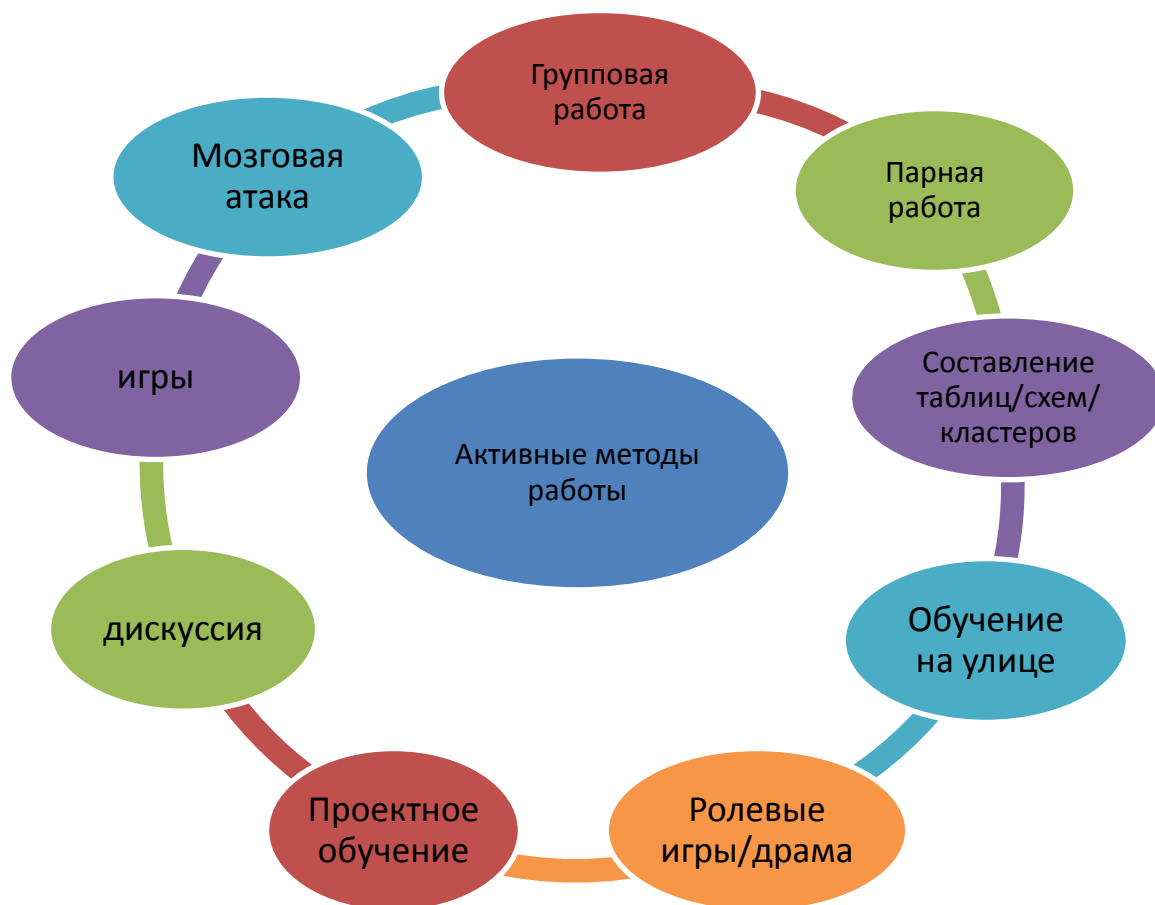 Групповая
работа
Парная
работа
Составление
таблиц/схем/
кластеров
Обучение
на улице
Ролевые
игры/драма
Проектное
обучение
дискуссия
игры
Мозговая
атака
Активные методы
работы